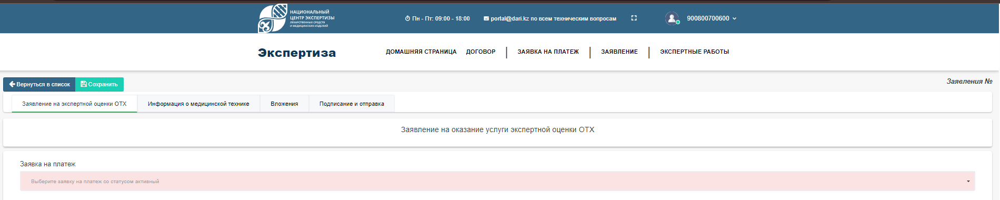 НАЦИОНАЛЬНЫЙ
ЦЕНТР ЭКСПЕРТИЗЫ
ЛЕКАРСТВЕННЫХ СРЕДСТВ
И МЕДИЦИНСКИХ ИЗДЕЛИЙ
Пн - Пт: 09:00 - 18:00
portal@dari.kz по всем техническим вопросам
900800700600
Экспертиза
ДОМАШНЯЯ СТРАНИЦА
ДОГОВОР
ЗАЯВКА НА ПЛАТЕЖ
ЗАЯВЛЕНИЕ
ЭКСПЕРТНЫЕ РАБОТЫ
Вернуться в список
Сохранить
Заявления №
Заявление на экспертной оценки ОТХ
Информация о медицинской технике
Вложения
Подписание и отправка
Заявление на оказание услуги экспертной оценки ОТХ
Заявка на платеж
Выберите заявку на платеж со статусом активный